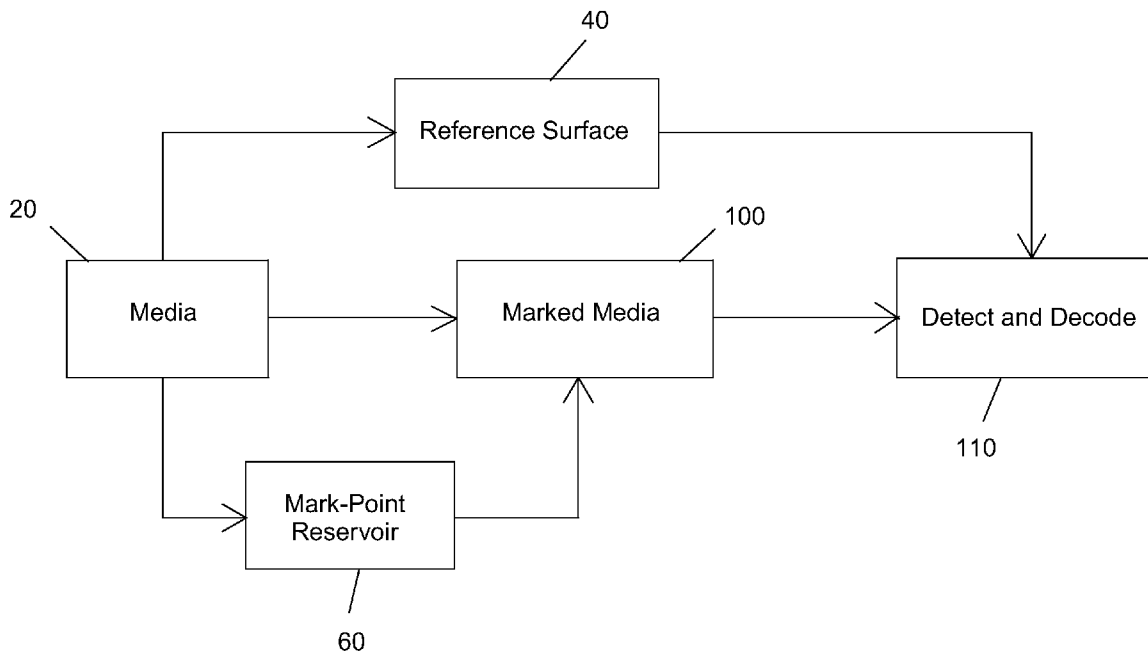 40
Reference Surface
20
100
Media
Marked Media
Detect and Decode
110
Mark-Point
Reservoir
60